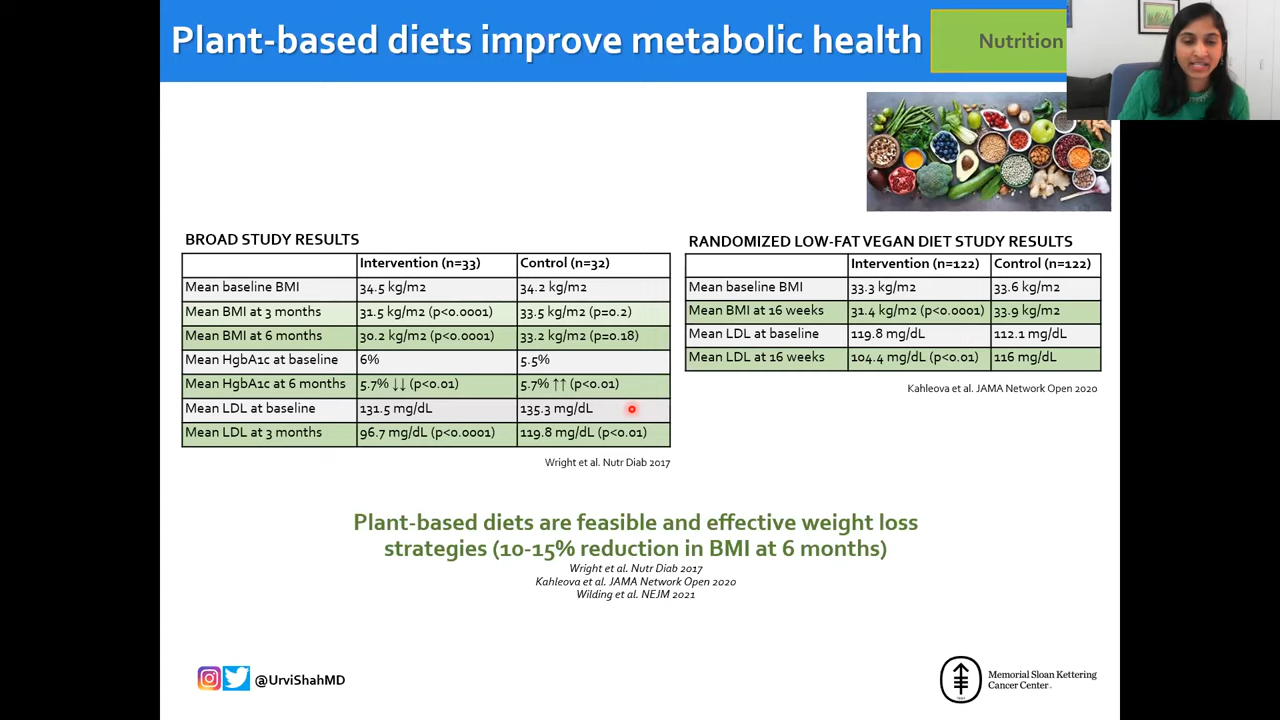 Plant-based diets improve metabolic health
Nutrition
BROAD STUDY RESULTS
Intervention (n=33) Control (n=32)
Mean baseline BMI 34.5 kg/m2 34.2 kg/m2
Mean BMI at 3 months 31.5 kg/m2 (p<0.0001) 33.5 kg/m2 (p=0.2)
Mean BMI at 6 months 30.2 kg/m2 (p<0.0001) 33.2 kg/m2 (p=0.18)
Mean HgbA1c at baseline 6% 5.5%
Mean HgbA1c at 6 months 5.7% ↓↓ (p<0.01) 5.7% ↑↑ (p<0.01)
Mean LDL at baseline 131.5 mg/dL 135.3 mg/dL
Mean LDL at 3 months 96.7 mg/dL (p<0.0001) 119.8 mg/dL (p<0.01)
Wright et al. Nutr Diab 2017
RANDOMIZED LOW-FAT VEGAN DIET STUDY RESULTS
Intervention (n=122) Control (n=122)
Mean baseline BMI 33.3 kg/m2 33.6 kg/m2
Mean BMI at 16 weeks 31.4 kg/m2 (p<0.0001) 33.9 kg/m2
Mean LDL at baseline 119.8 mg/dL 112.1 mg/dL
Mean LDL at 16 weeks 104.4 mg/dL (p<0.01) 116 mg/dL
Kahleova et al. JAMA Network Open 2020
Plant-based diets are feasible and effective weight loss
strategies (10-15% reduction in BMI at 6 months)
Wright et al. Nutr Diab 2017
Kahleova et al. JAMA Network Open 2020
Wilding et al. NEJM 2021
@UrviShahMD
Memorial Sloan Kettering
Cancer Center